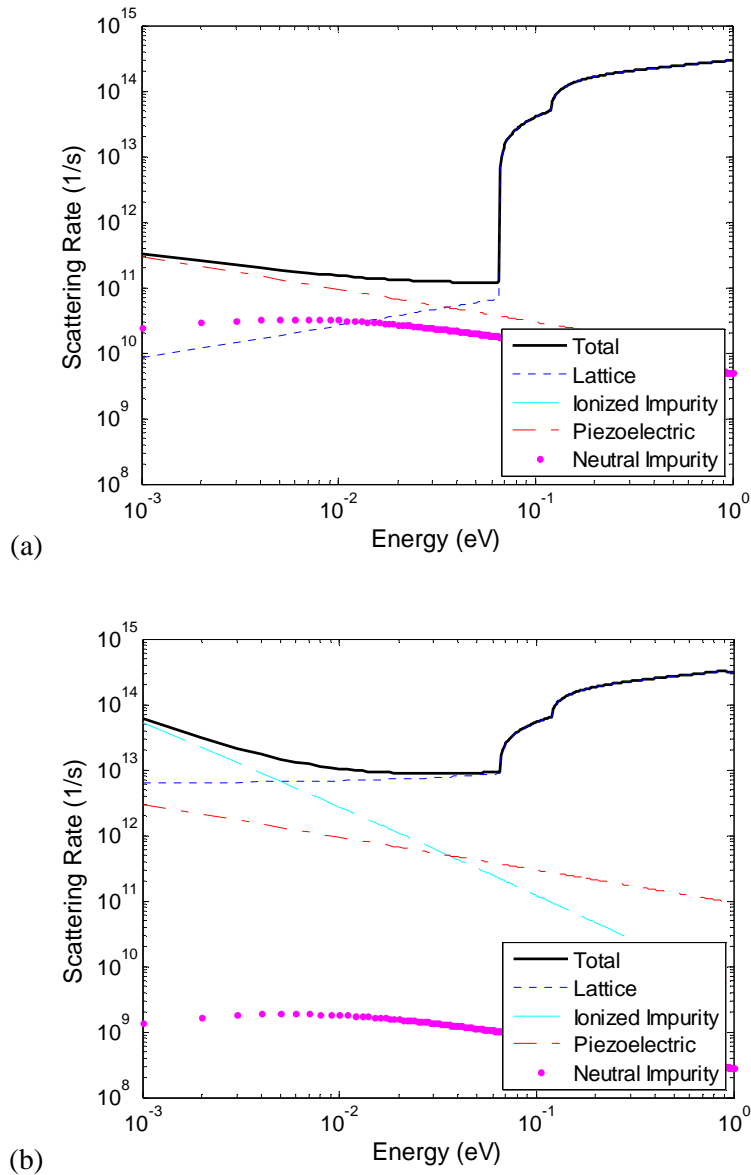 10^15
10^14
10^13
10^12
10^11
10^10
10^9
10^8
Scattering Rate (1/s)
Total
Lattice
Ionized Impurity
Piezoelectric
Neutral Impurity
10^-3
10^-2
10^-1
10^0
Energy (eV)
(a)
10^15
10^14
10^13
10^12
10^11
10^10
10^9
10^8
Scattering Rate (1/s)
Total
Lattice
Ionized Impurity
Piezoelectric
Neutral Impurity
10^-3
10^-2
10^-1
10^0
Energy (eV)
(b)